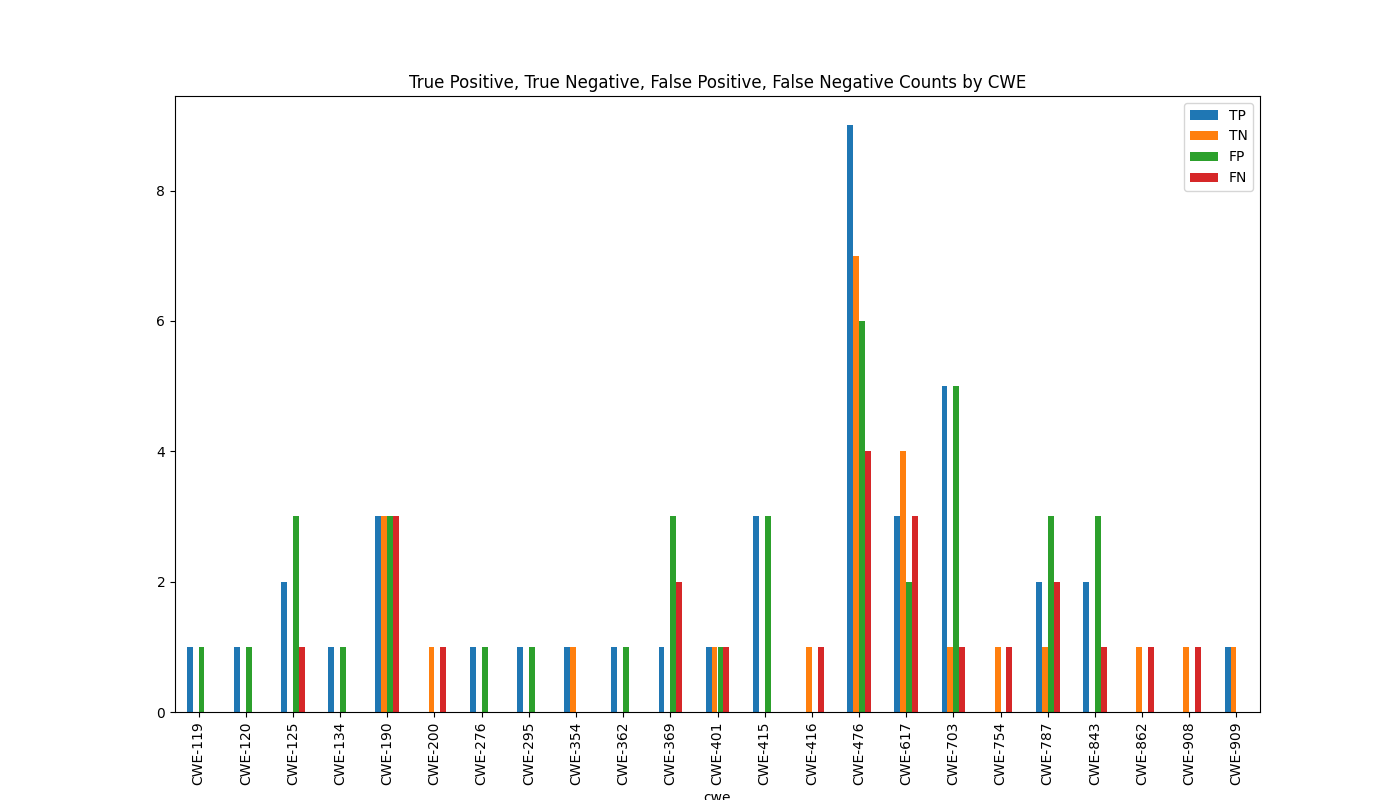 True Positive, True Negative, False Positive, False Negative Counts by CWE
TP
TN
FP
FN
8
6
4
2
0
CWE-119
CWE-120
CWE-125
CWE-134
CWE-190
CWE-200
CWE-276
CWE-295
CWE-354
CWE-362
CWE-369
CWE-401
CWE-415
CWE-416
CWE-476
CWE-617
CWE-703
CWE-754
CWE-787
CWE-843
CWE-862
CWE-908
CWE-909
cwe